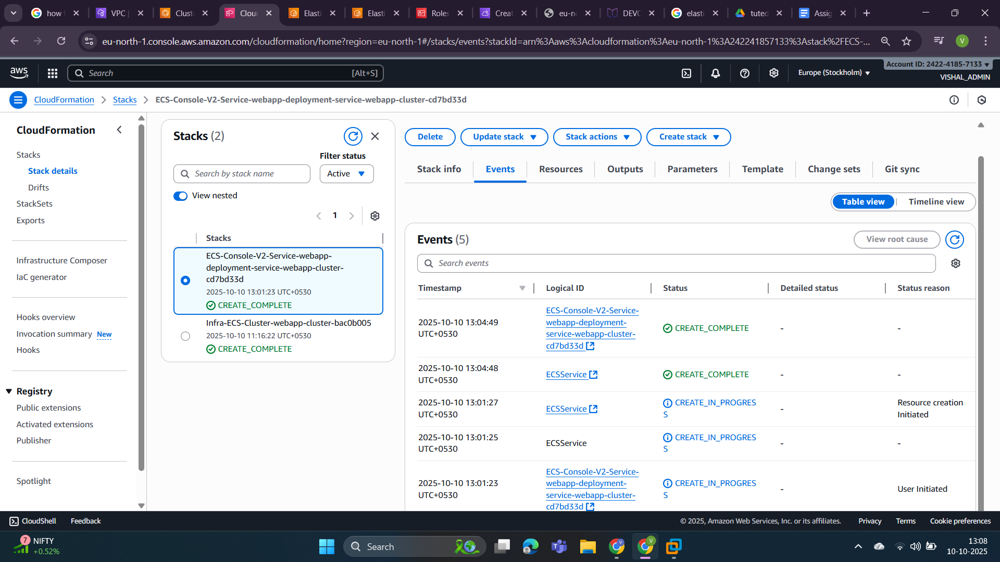 how
VPC |
Clust
Clou
Elasti
Elasti
Roles
Creat
eu-n
DEVO
elasti
tuted
Assig
eu-north-1.console.aws.amazon.com/cloudformation/home?region=eu-north-1#/stacks/events?stackId=arn%3Aaws%3Acloudformation%3Aeu-north-1%3A242241857133%3Astack%2FECS-...
V
aws
Search
[Alt+S]
Europe (Stockholm)
Account ID: 2422-4185-7133
VISHAL_ADMIN
CloudFormation
Stacks
ECS-Console-V2-Service-webapp-deployment-service-webapp-cluster-cd7bd33d
CloudFormation
Stacks
Stack details
Drifts
StackSets
Exports
Infrastructure Composer
IaC generator
Hooks overview
Invocation summary New
Hooks
Registry
Public extensions
Activated extensions
Publisher
Spotlight
Stacks (2)
Filter status
Search by stack name
Active
View nested
1
Stacks
ECS-Console-V2-Service-webapp-
deployment-service-webapp-cluster-
cd7bd33d
2025-10-10 13:01:23 UTC+0530
CREATE_COMPLETE
Infra-ECS-Cluster-webapp-cluster-bac0b005
2025-10-10 11:16:22 UTC+0530
CREATE_COMPLETE
Delete
Update stack
Stack actions
Create stack
Stack info
Events
Resources
Outputs
Parameters
Template
Change sets
Git sync
Table view
Timeline view
Events (5)
View root cause
Search events
Timestamp
Logical ID
Status
Detailed status
Status reason
2025-10-10 13:04:49
UTC+0530
ECS-Console-V2-Service-
webapp-deployment-
service-webapp-cluster-
cd7bd33d
CREATE_COMPLETE
-
-
2025-10-10 13:04:48
UTC+0530
ECSService
CREATE_COMPLETE
-
-
2025-10-10 13:01:27
UTC+0530
ECSService
CREATE_IN_PROGRES
S
-
Resource creation
Initiated
2025-10-10 13:01:25
UTC+0530
ECSService
CREATE_IN_PROGRES
S
-
-
2025-10-10 13:01:23
UTC+0530
ECS-Console-V2-Service-
webapp-deployment-
service-webapp-cluster-
cd7bd33d
CREATE_IN_PROGRES
S
-
User Initiated
CloudShell
Feedback
© 2025, Amazon Web Services, Inc. or its affiliates.
Privacy
Terms
Cookie preferences
7
NIFTY
+0.52%
Search
V
V
13:08
10-10-2025